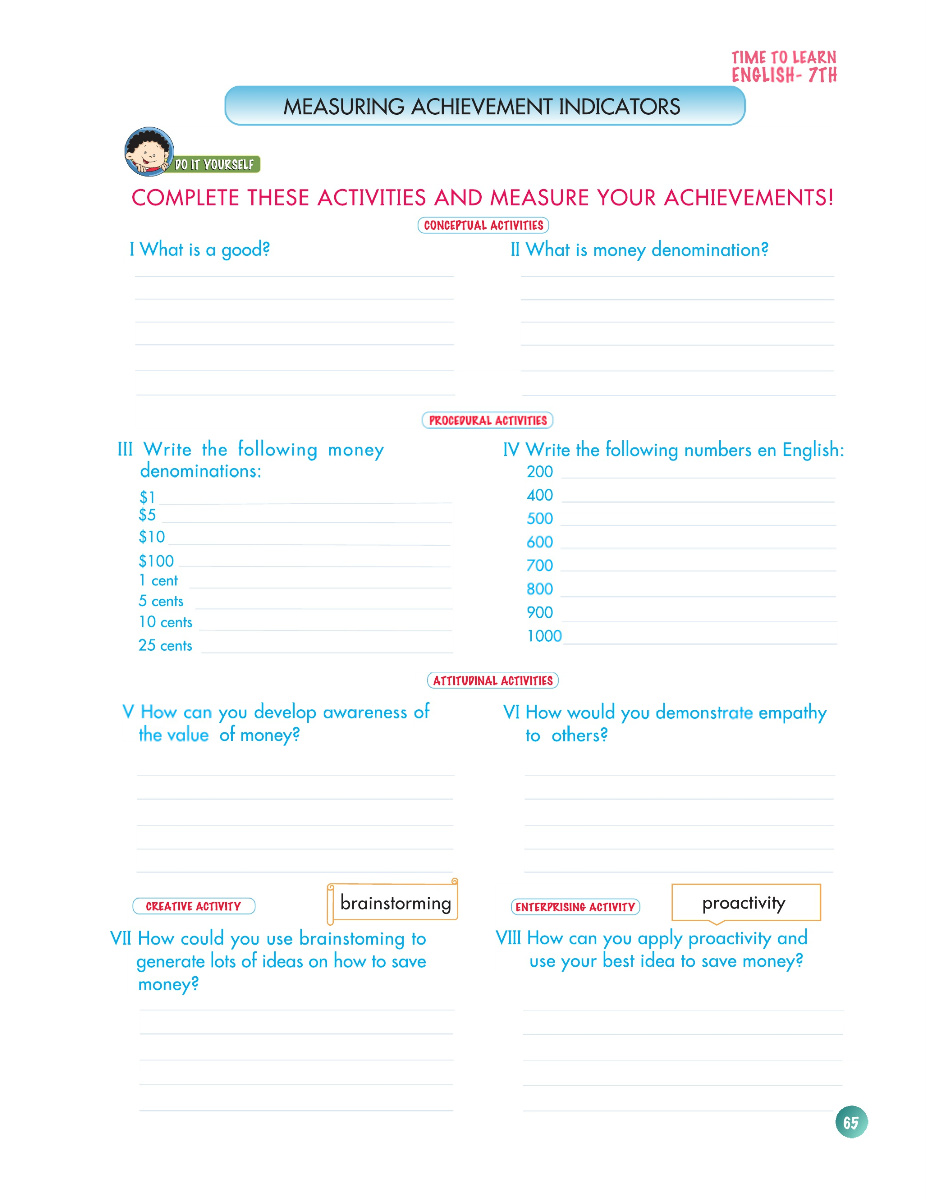 TIME TO LEARN
ENGLISH- 7TH
MEASURING ACHIEVEMENT INDICATORS
DO IT YOURSELF
COMPLETE THESE ACTIVITIES AND MEASURE YOUR ACHIEVEMENTS!
CONCEPTUAL ACTIVITIES
I What is a good?
II What is money denomination?
PROCEDURAL ACTIVITIES
III Write the following money
denominations:
$1
$5
$10
$100
1 cent
5 cents
10 cents
25 cents
IV Write the following numbers en English:
200
400
500
600
700
800
900
1000
ATTITUDINAL ACTIVITIES
V How can you develop awareness of
the value of money?
VI How would you demonstrate empathy
to others?
CREATIVE ACTIVITY
brainstorming
VII How could you use brainstoming to
generate lots of ideas on how to save
money?
ENTERPRISING ACTIVITY
proactivity
VIII How can you apply proactivity and
use your best idea to save money?
65